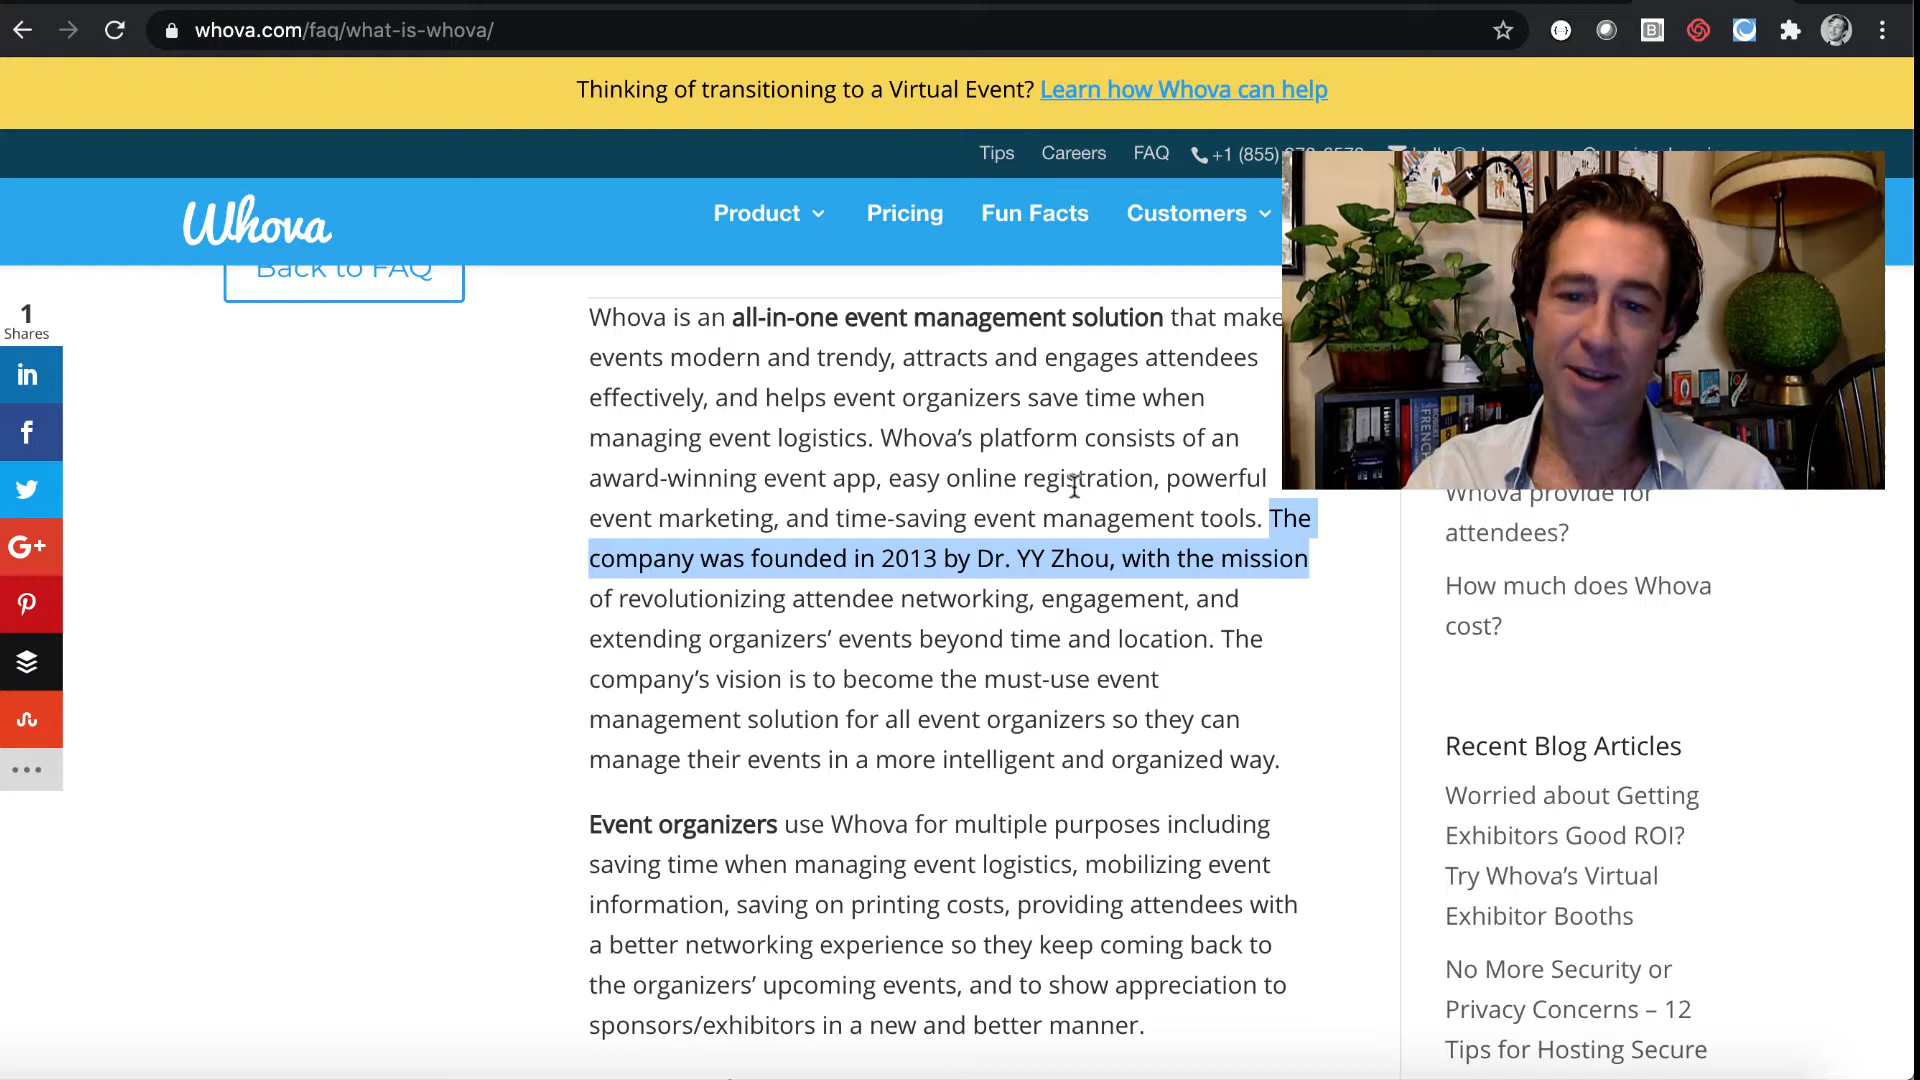 whova.com/faq/what-is-whova/
Thinking of transitioning to a Virtual Event? Learn how Whova can help
Tips Careers FAQ +1 (855)
Whova
Product Pricing Fun Facts Customers
Back to FAQ
1
Shares
Whova is an all-in-one event management solution that make
events modern and trendy, attracts and engages attendees
effectively, and helps event organizers save time when
managing event logistics. Whova’s platform consists of an
award-winning event app, easy online registration, powerful
event marketing, and time-saving event management tools. The
company was founded in 2013 by Dr. YY Zhou, with the mission
of revolutionizing attendee networking, engagement, and
extending organizers’ events beyond time and location. The
company’s vision is to become the must-use event
management solution for all event organizers so they can
manage their events in a more intelligent and organized way.
Event organizers use Whova for multiple purposes including
saving time when managing event logistics, mobilizing event
information, saving on printing costs, providing attendees with
a better networking experience so they keep coming back to
the organizers’ upcoming events, and to show appreciation to
sponsors/exhibitors in a new and better manner.
Whova provide for
attendees?
How much does Whova
cost?
Recent Blog Articles
Worried about Getting
Exhibitors Good ROI?
Try Whova’s Virtual
Exhibitor Booths
No More Security or
Privacy Concerns – 12
Tips for Hosting Secure